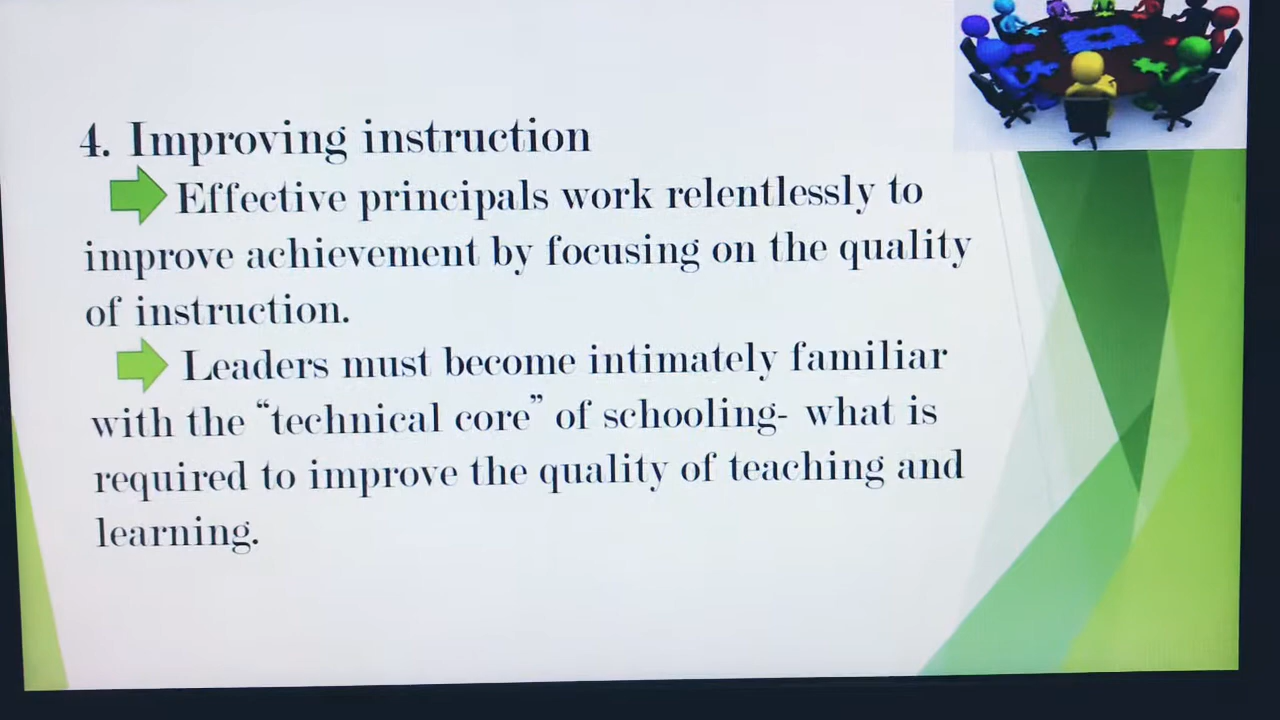 4. Improving instruction
Effective principals work relentlessly to
improve achievement by focusing on the quality
of instruction.
Leaders must become intimately familiar
with the “technical core” of schooling- what is
required to improve the quality of teaching and
learning.